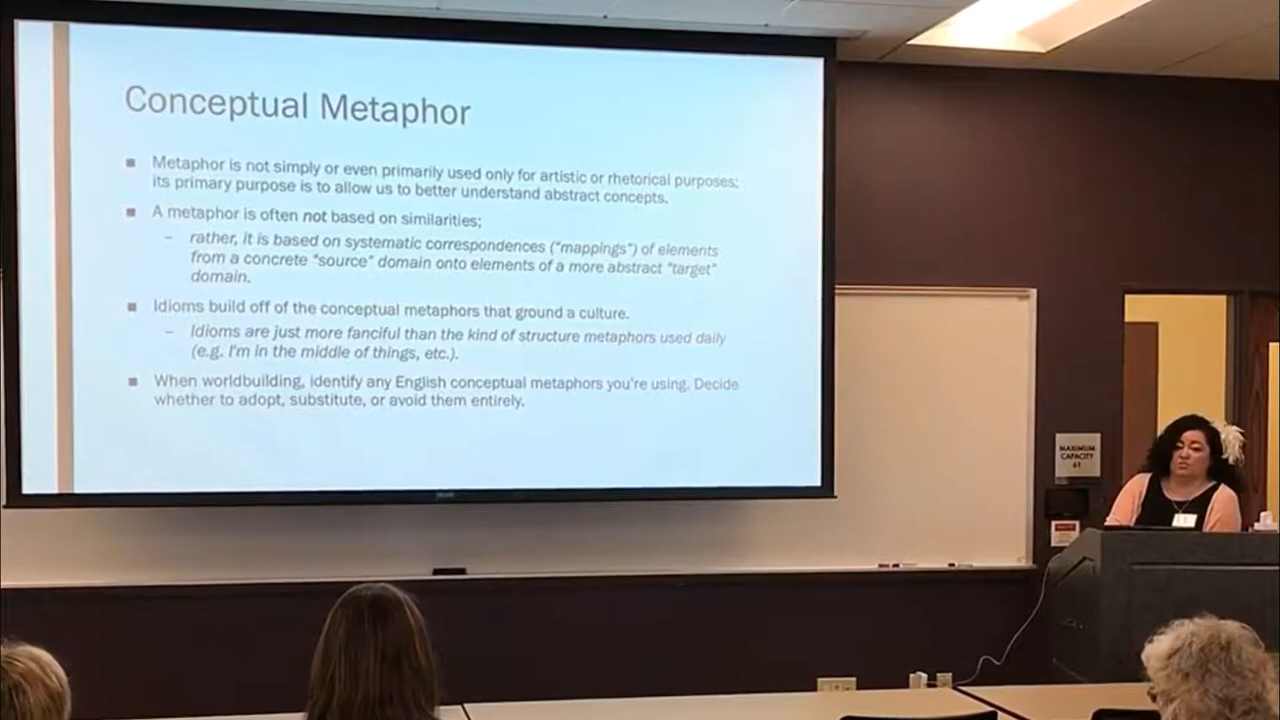 Conceptual Metaphor
■ Metaphor is not simply or even primarily used only for artistic or rhetorical purposes;
its primary purpose is to allow us to better understand abstract concepts.
■ A metaphor is often not based on similarities;
– rather, it is based on systematic correspondences (“mappings”) of elements
from a concrete “source” domain onto elements of a more abstract “target”
domain.
■ Idioms build off of the conceptual metaphors that ground a culture.
– Idioms are just more fanciful than the kind of structure metaphors used daily
(e.g. I'm in the middle of things, etc.).
■ When worldbuilding, identify any English conceptual metaphors you're using. Decide
whether to adopt, substitute, or avoid them entirely.
MAXIMUM
CAPACITY
61